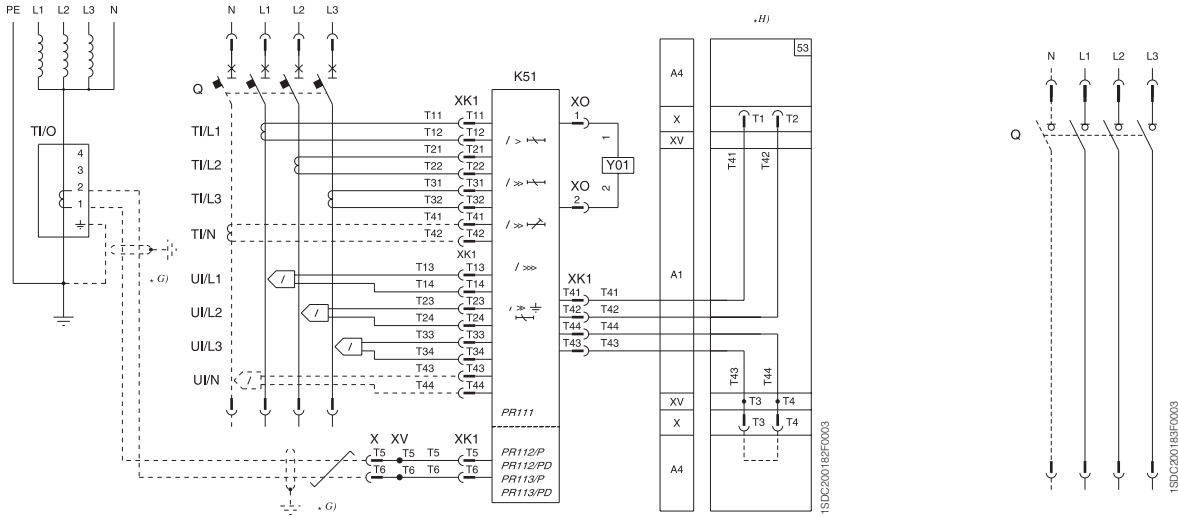 PE L1 L2 L3 N
N L1 L2 L3
TI/O
4
3
2
1
* G)
Q
TI/L1
TI/L2
TI/L3
TI/N
UI/L1
UI/L2
UI/L3
UI/N
XK1
T11 T11
T12 T12
T21 T21
T22 T22
T31 T31
T32 T32
T41 T41
T42 T42
XK1
T13 T13
T14 T14
T23 T23
T24 T24
T33 T33
T34 T34
T43 T43
T44 T44
X XV XK1
T5 T5 T5 T5
T6 T6 T6 T6
* G)
K51
I >
I >>
I >>
I >>>
I >>
PR111
PR112/P
PR112/PD
PR113/P
PR113/PD
XO
1
1
Y01
2
XO
2
XK1
T41 T41
T42 T42
T44 T44
T43 T43
* H)
53
A4
X T1 T2
XV
T41 T42
A1
T43 T44
XV T3 T4
X T3 T4
A4
1SDC200182F0003
N L1 L2 L3
Q
1SDC200183F0003